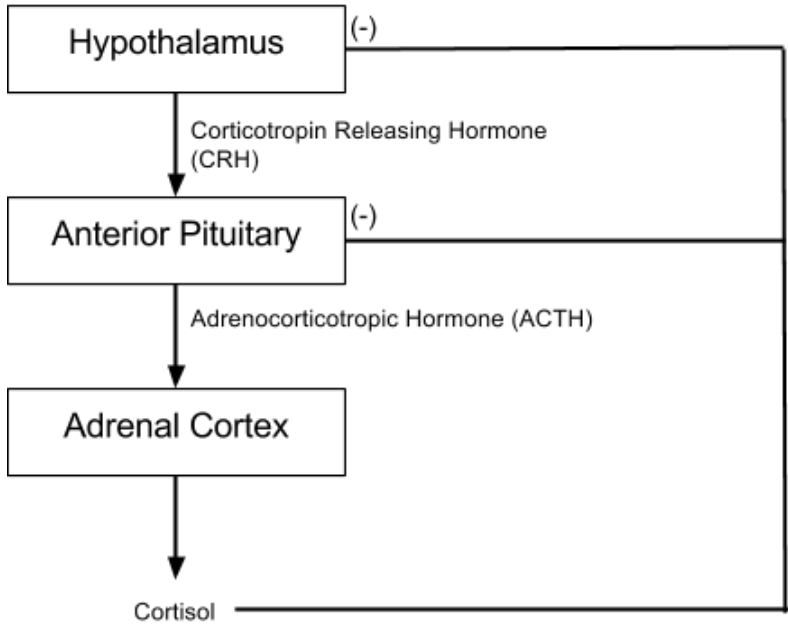 Hypothalamus
(-)
Corticotropin Releasing Hormone
(CRH)
Anterior Pituitary
(-)
Adrenocorticotropic Hormone (ACTH)
Adrenal Cortex
Cortisol